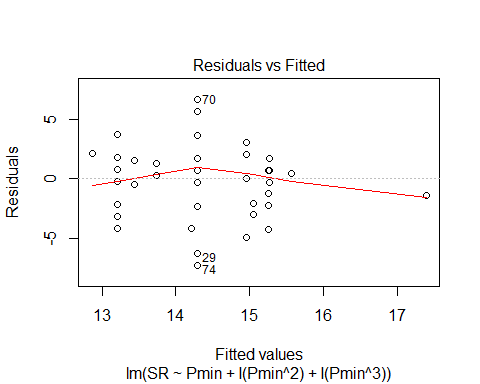 Residuals vs Fitted
Residuals
5
0
-5
70
29
74
13 14 15 16 17
Fitted values
lm(SR ~ Pmin + I(Pmin^2) + I(Pmin^3))